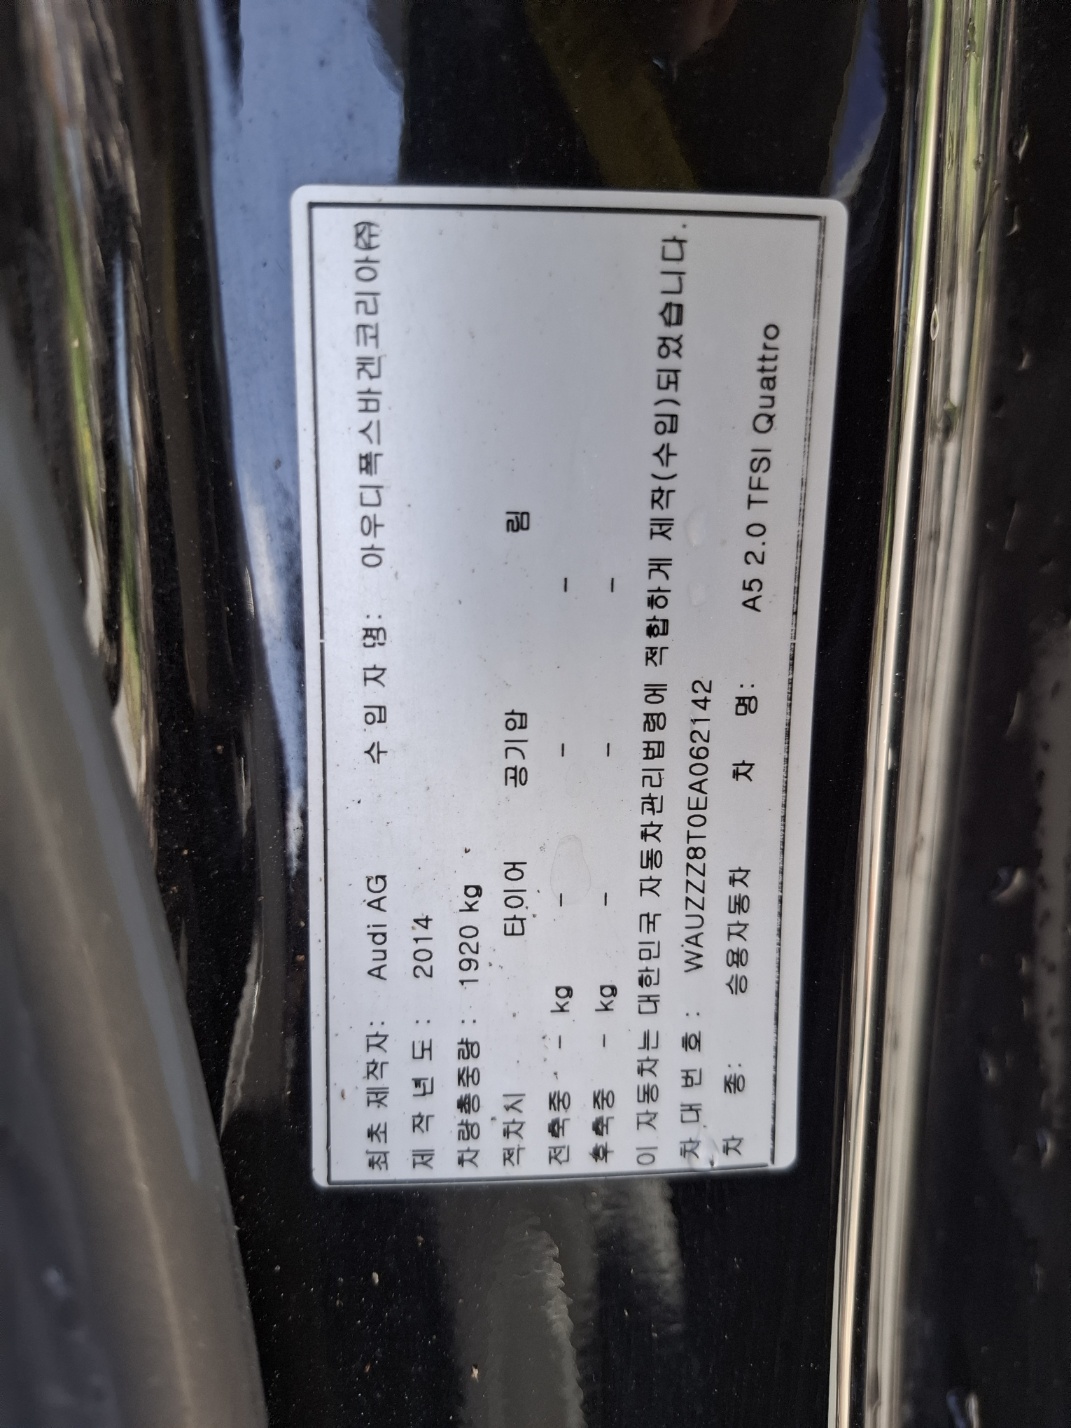 최초 제작자: Audi AG 수 입 자 명: 아우디폭스바겐코리아㈜
제 작 년 도 : 2014
차량총중량 : 1920 kg
적차시 타이어 공기압 림
전축중 - kg - - -
후축중 - kg - - -
이 자동차는 대한민국 자동차관리법령에 적합하게 제작(수입)되었습니다.
차 대 번 호 : WAUZZZ8T0EA062142
차 종: 승용자동차 차 명: A5 2.0 TFSI Quattro